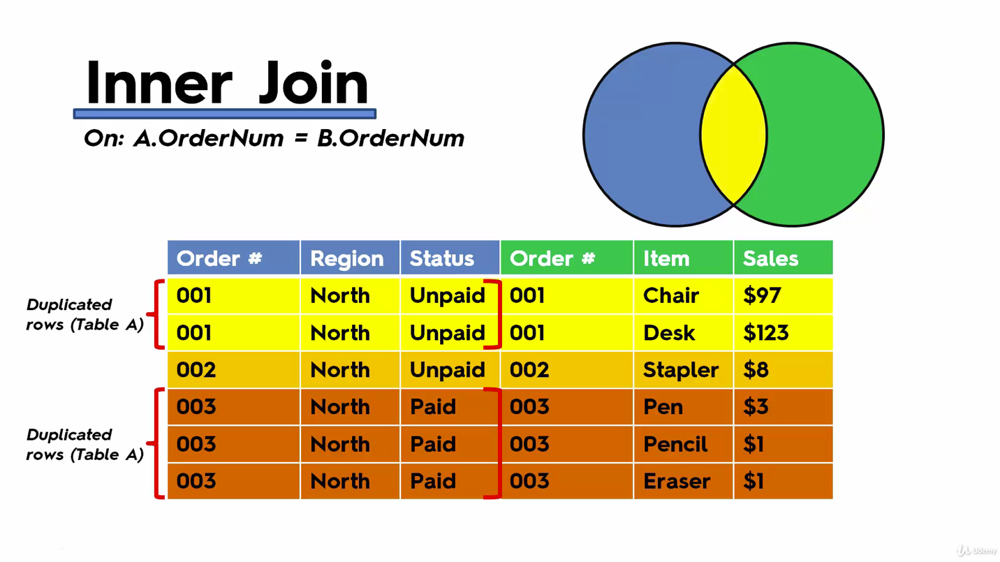 Inner Join
On: A.OrderNum = B.OrderNum
Order # Region Status Order # Item Sales
001 North Unpaid 001 Chair $97
001 North Unpaid 001 Desk $123
002 North Unpaid 002 Stapler $8
003 North Paid 003 Pen $3
003 North Paid 003 Pencil $1
003 North Paid 003 Eraser $1
Duplicated
rows (Table A)
Duplicated
rows (Table A)
Udemy